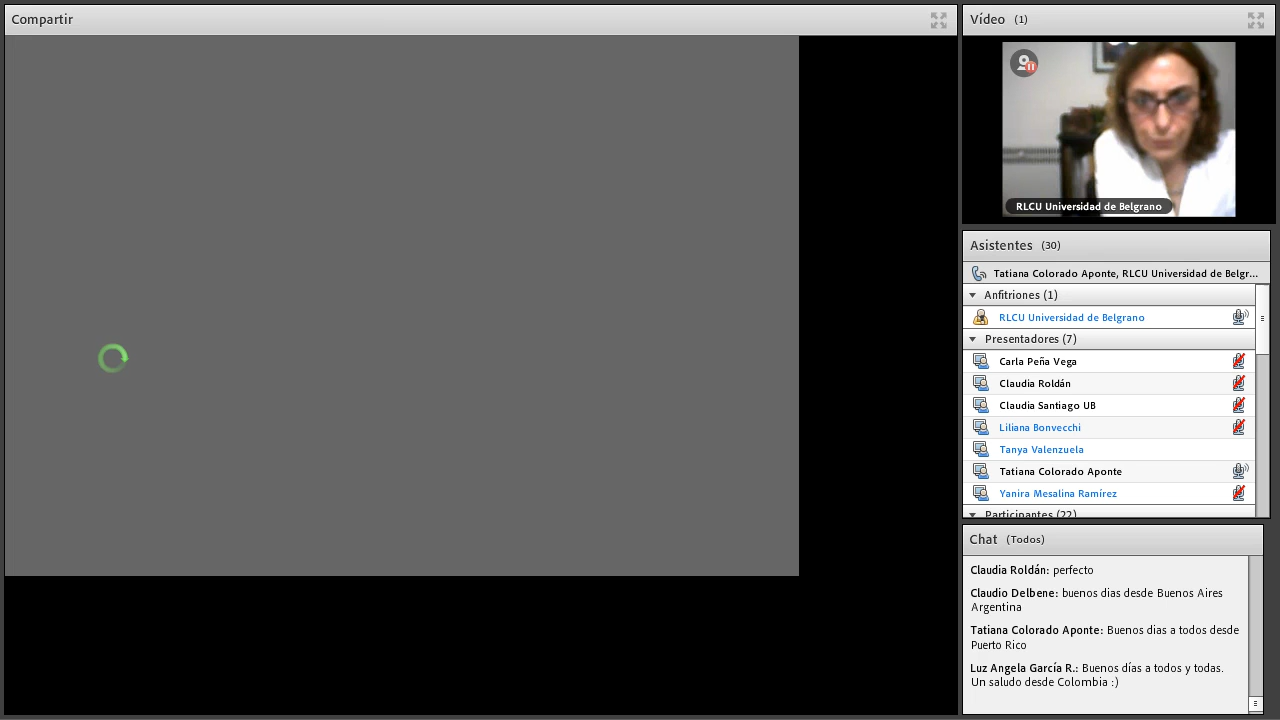 Compartir
Vídeo (1)
RLCU Universidad de Belgrano
Asistentes (30)
Tatiana Colorado Aponte, RLCU Universidad de Belgr...
Anfitriones (1)
RLCU Universidad de Belgrano
Presentadores (7)
Carla Peña Vega
Claudia Roldán
Claudia Santiago UB
Liliana Bonvecchi
Tanya Valenzuela
Tatiana Colorado Aponte
Yanira Mesalina Ramírez
Participantes (22)
Chat (Todos)
Claudia Roldán: perfecto
Claudio Delbene: buenos dias desde Buenos Aires
Argentina
Tatiana Colorado Aponte: Buenos dias a todos desde
Puerto Rico
Luz Angela García R.: Buenos días a todos y todas.
Un saludo desde Colombia :)